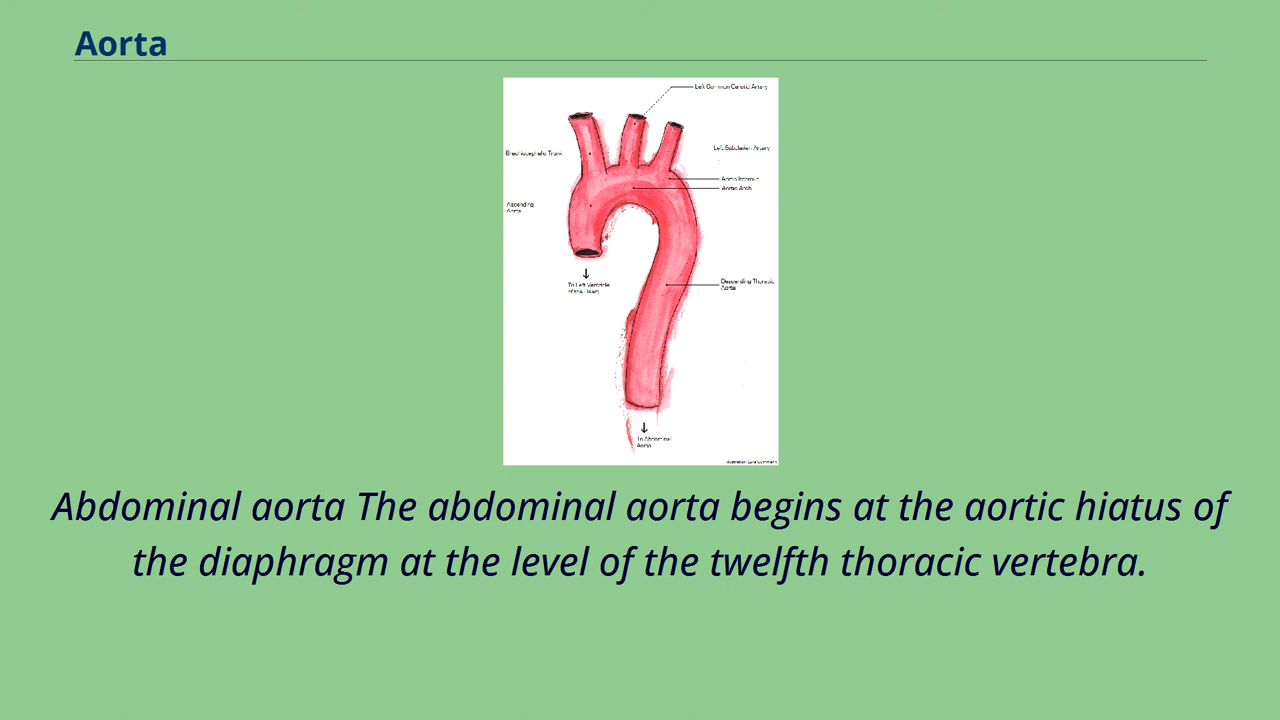 Aorta
Left Common Carotid Artery
Brachiocephalic Trunk
Left Subclavian Artery
Aortic Isthmus
Aortic Arch
Ascending
Aorta
To Left Ventricle
of the Heart
Descending Thoracic
Aorta
To Abdominal
Aorta
Abdominal aorta The abdominal aorta begins at the aortic hiatus of
the diaphragm at the level of the twelfth thoracic vertebra.